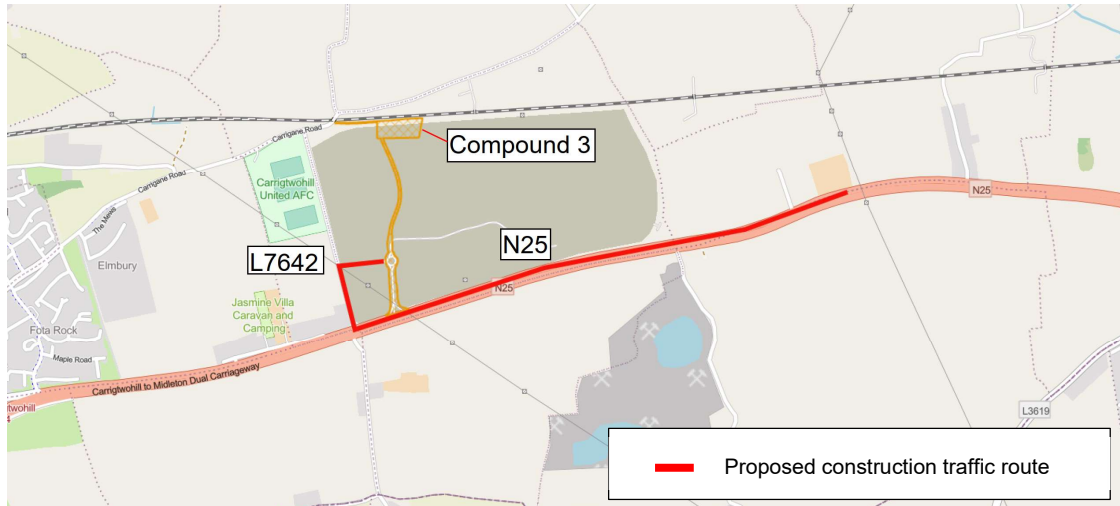 Carrigane Road
Compound 3
Carrigtwohill
United AFC
Carrigane Road
The Mews
L7642
N25
N25
Elmbury
N25
Jasmine Villa
Caravan and
Camping
Fota Rock
Maple Road
Carrigtwohill to Midleton Dual Carriageway
L3619
Proposed construction traffic route